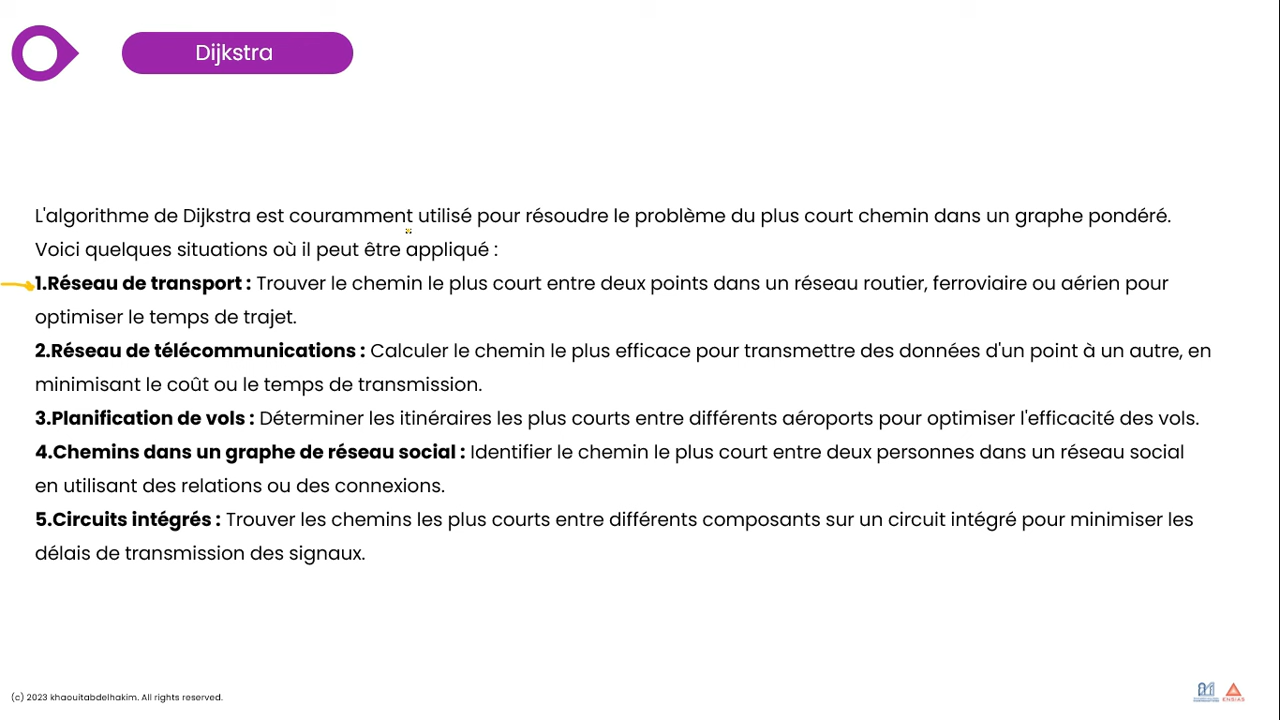 Dijkstra
L'algorithme de Dijkstra est couramment utilisé pour résoudre le problème du plus court chemin dans un graphe pondéré.
Voici quelques situations où il peut être appliqué :
1.Réseau de transport : Trouver le chemin le plus court entre deux points dans un réseau routier, ferroviaire ou aérien pour
optimiser le temps de trajet.
2.Réseau de télécommunications : Calculer le chemin le plus efficace pour transmettre des données d'un point à un autre, en
minimisant le coût ou le temps de transmission.
3.Planification de vols : Déterminer les itinéraires les plus courts entre différents aéroports pour optimiser l'efficacité des vols.
4.Chemins dans un graphe de réseau social : Identifier le chemin le plus court entre deux personnes dans un réseau social
en utilisant des relations ou des connexions.
5.Circuits intégrés : Trouver les chemins les plus courts entre différents composants sur un circuit intégré pour minimiser les
délais de transmission des signaux.
(c) 2023 khaouitabdelhakim. All rights reserved.
ENSIAS